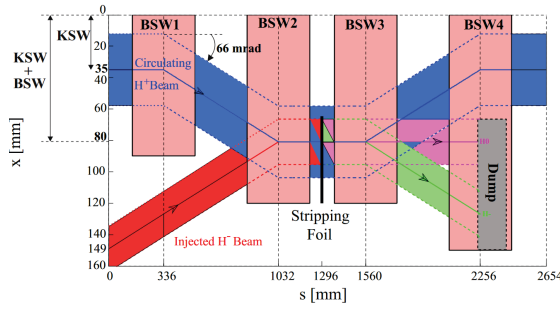 BSW1
BSW2
BSW3
BSW4
KSW
KSW
+
BSW
66 mrad
Circulating
H+Beam
Injected H- Beam
Stripping
Foil
Dump
x [mm]
0
20
35
40
60
80
100
120
140
149
160
0
336
1032
1296
1560
2256
2654
s [mm]